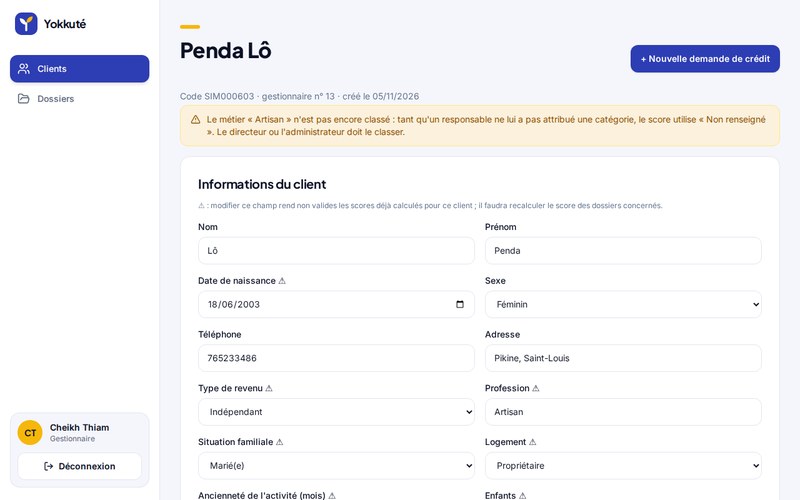 Yokkuté
Clients
Dossiers
Penda Lô
+ Nouvelle demande de crédit
Code SIM000603 · gestionnaire n° 13 · créé le 05/11/2026
⚠ Le métier « Artisan » n'est pas encore classé : tant qu'un responsable ne lui a pas attribué une catégorie, le score utilise « Non renseigné
». Le directeur ou l'administrateur doit le classer.
Informations du client
⚠ : modifier ce champ rend non valides les scores déjà calculés pour ce client ; il faudra recalculer le score des dossiers concernés.
Nom
Prénom
Lô
Penda
Date de naissance ⚠
Sexe
18/06/2003
Féminin
Téléphone
Adresse
765233486
Pikine, Saint-Louis
Type de revenu ⚠
Profession ⚠
Indépendant
Artisan
Situation familiale ⚠
Logement ⚠
Marié(e)
Propriétaire
Ancienneté de l'activité (mois) ⚠
Enfants ⚠
CT
Cheikh Thiam
Gestionnaire
Déconnexion